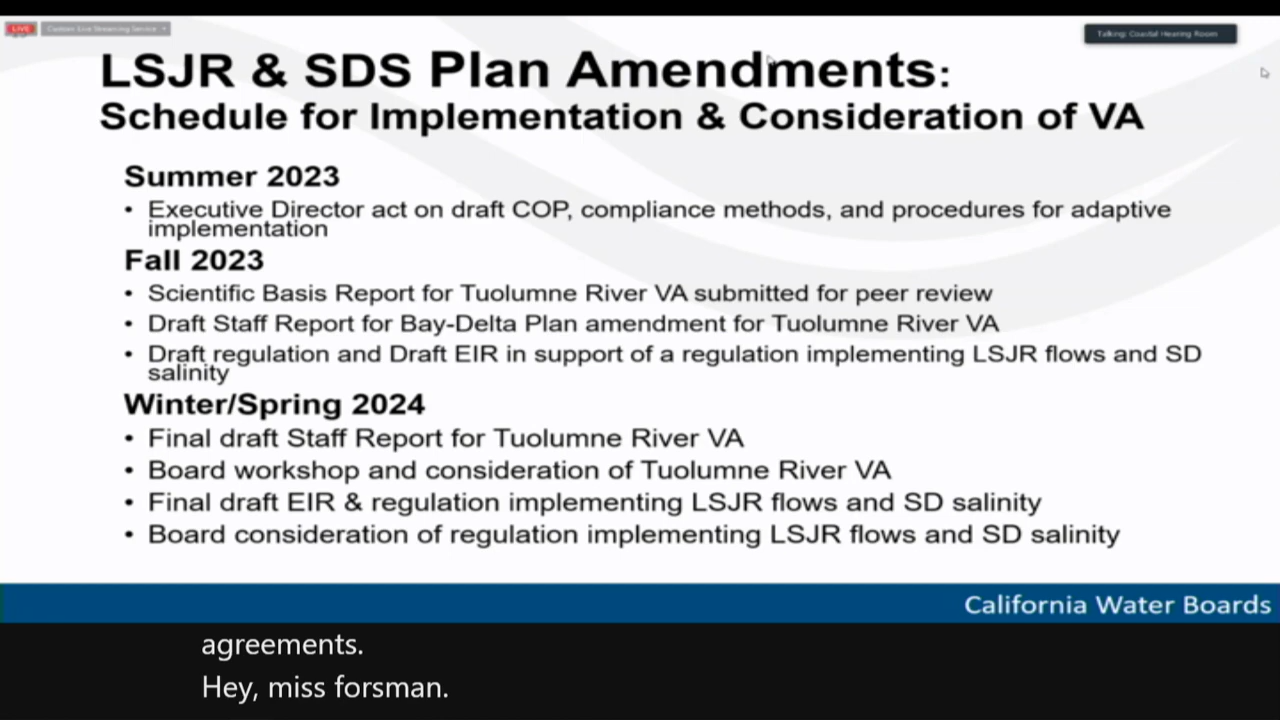 LIVE
Custom Live Streaming Service
Talking: Coastal Hearing Room
LSJR & SDS Plan Amendments:
Schedule for Implementation & Consideration of VA
Summer 2023
• Executive Director act on draft COP, compliance methods, and procedures for adaptive
implementation
Fall 2023
• Scientific Basis Report for Tuolumne River VA submitted for peer review
• Draft Staff Report for Bay-Delta Plan amendment for Tuolumne River VA
• Draft regulation and Draft EIR in support of a regulation implementing LSJR flows and SD
salinity
Winter/Spring 2024
• Final draft Staff Report for Tuolumne River VA
• Board workshop and consideration of Tuolumne River VA
• Final draft EIR & regulation implementing LSJR flows and SD salinity
• Board consideration of regulation implementing LSJR flows and SD salinity
California Water Boards
agreements.
Hey, miss forsman.